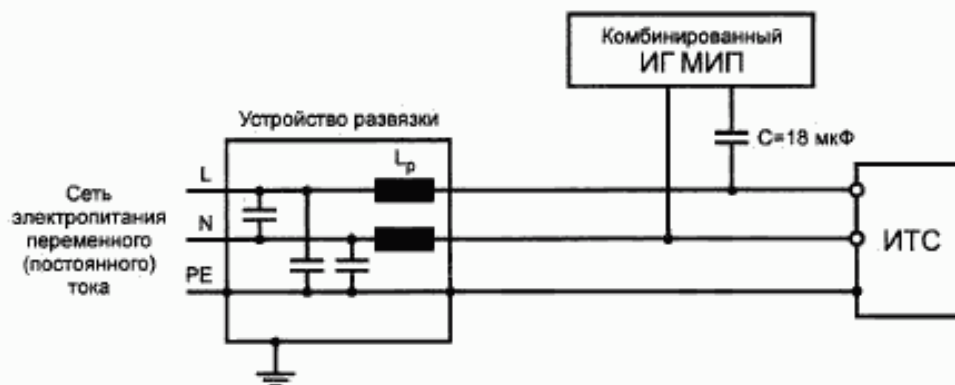 Комбинированный
ИГ МИП
Устройство развязки
C=18 мкФ
Lр
L
Сеть
электропитания
переменного
(постоянного)
тока
N
ИТС
PE